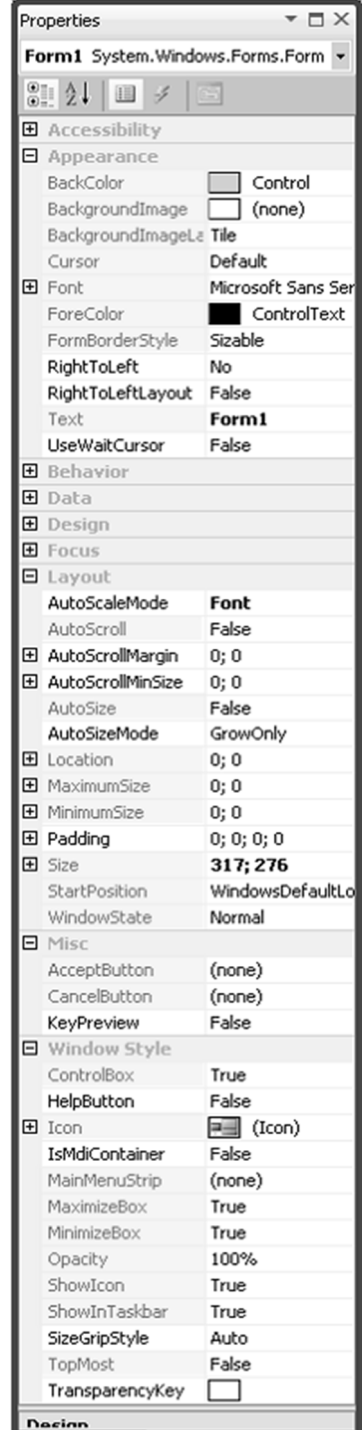 Properties
Form1 System.Windows.Forms.Form
Accessibility
Appearance
BackColor Control
BackgroundImage (none)
BackgroundImageLa Tile
Cursor Default
Font Microsoft Sans Ser
ForeColor ControlText
FormBorderStyle Sizable
RightToLeft No
RightToLeftLayout False
Text Form1
UseWaitCursor False
Behavior
Data
Design
Focus
Layout
AutoScaleMode Font
AutoScroll False
AutoScrollMargin 0; 0
AutoScrollMinSize 0; 0
AutoSize False
AutoSizeMode GrowOnly
Location 0; 0
MaximumSize 0; 0
MinimumSize 0; 0
Padding 0; 0; 0; 0
Size 317; 276
StartPosition WindowsDefaultLo
WindowState Normal
Misc
AcceptButton (none)
CancelButton (none)
KeyPreview False
Window Style
ControlBox True
HelpButton False
Icon (Icon)
IsMdiContainer False
MainMenuStrip (none)
MaximizeBox True
MinimizeBox True
Opacity 100%
ShowIcon True
ShowInTaskbar True
SizeGripStyle Auto
TopMost False
TransparencyKey
Design